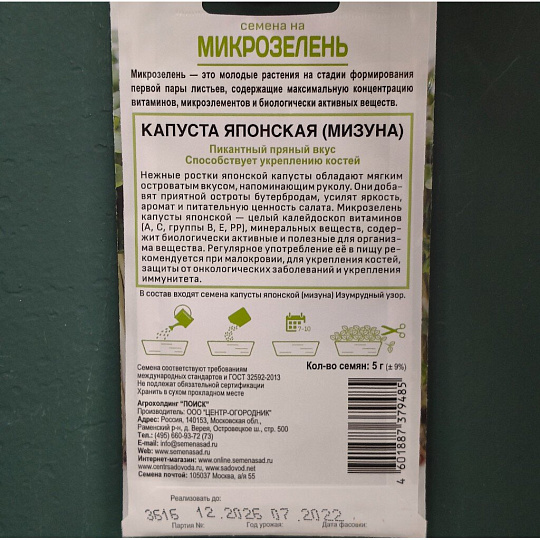 семена на
МИКРОЗЕЛЕНЬ
Микрозелень — это молодые растения на стадии формирования
первой пары листьев, содержащие максимальную концентрацию
витаминов, микроэлементов и биологически активных веществ.
КАПУСТА ЯПОНСКАЯ (МИЗУНА)
Пикантный пряный вкус
Способствует укреплению костей
Нежные ростки японской капусты обладают мягким
островатым вкусом, напоминающим руколу. Они доба-
вят приятной остроты бутербродам, усилят яркость,
аромат и питательную ценность салата. Микрозелень
капусты японской — целый калейдоскоп витаминов
(А, С, группы В, Е, РР), минеральных веществ, содер-
жит биологически активные и полезные для организ-
ма вещества. Регулярное употребление её в пищу ре-
комендуется при малокровии, для укрепления костей,
защиты от онкологических заболеваний и укрепления
иммунитета.
В состав входят семена капусты японской (мизуна) Изумрудный узор.
7-10
Семена соответствуют требованиям
международных стандартов и ГОСТ 32592-2013
Не подлежат обязательной сертификации
Хранить в сухом прохладном месте
Кол-во семян: 5 г (± 9%)
Агрохолдинг "ПОИСК"
Производитель: ООО "ЦЕНТР-ОГОРОДНИК"
Адрес: Россия, 140153, Московская обл.,
Раменский р-н, д. Верея, Островецкое ш., стр. 500
Тел.: (495) 660-93-72 (73)
E-mail: info@semenasad.ru
Web: www.semenasad.ru
Интернет-магазин: www.online.semenasad.ru
www.centrsadovoda.ru, www.sadovod.net
Семена почтой: 105037 Москва, а/я 55
4 601887 379485
Реализовать до:
3616 12.2026 07.2022
Партия №: Год урожая: Дата фасовки: